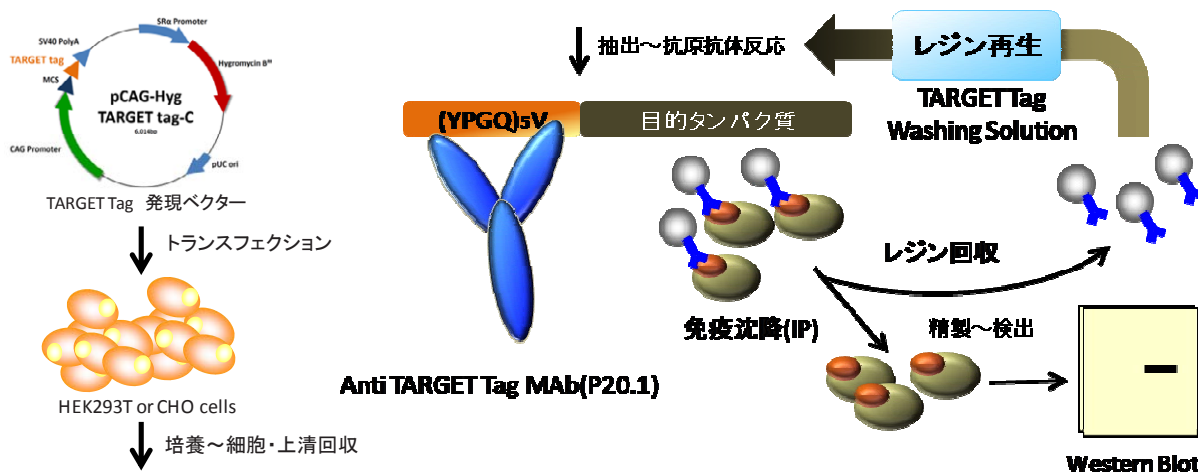 SRα Promoter
SV40 PolyA
TARGET tag
MCS
Hygromycin Bᴿ
pCAG-Hyg
TARGET tag-C
6,014bp
CAG Promoter
pUC ori
TARGET Tag 発現ベクター
トランスフェクション
HEK293T or CHO cells
培養～細胞・上清回収
抽出～抗原抗体反応
レジン再生
TARGET Tag
Washing Solution
(YPGQ)5V
目的タンパク質
Anti TARGET Tag MAb(P20.1)
免疫沈降(IP)
レジン回収
精製～検出
Western Blot